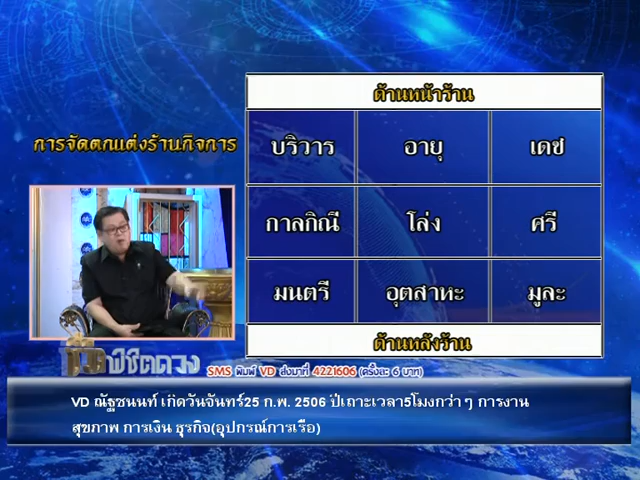 ด้านหน้าร้าน
การจัดตกแต่งร้านกิจการ
บริวาร อายุ เดช
กาลกิณี โล่ง ศรี
มนตรี อุตสาหะ มูละ
ด้านหลังร้าน
พิชิตดวง
SMS พิมพ์ VD ส่งมาที่ 4221606 (ครั้งละ 6 บาท)
VD ณัฐชนนท์ เกิดวันจันทร์25 ก.พ. 2506 ปีเถาะเวลา5โมงกว่าๆ การงาน
สุขภาพ การเงิน ธุรกิจ(อุปกรณ์การเรือ)